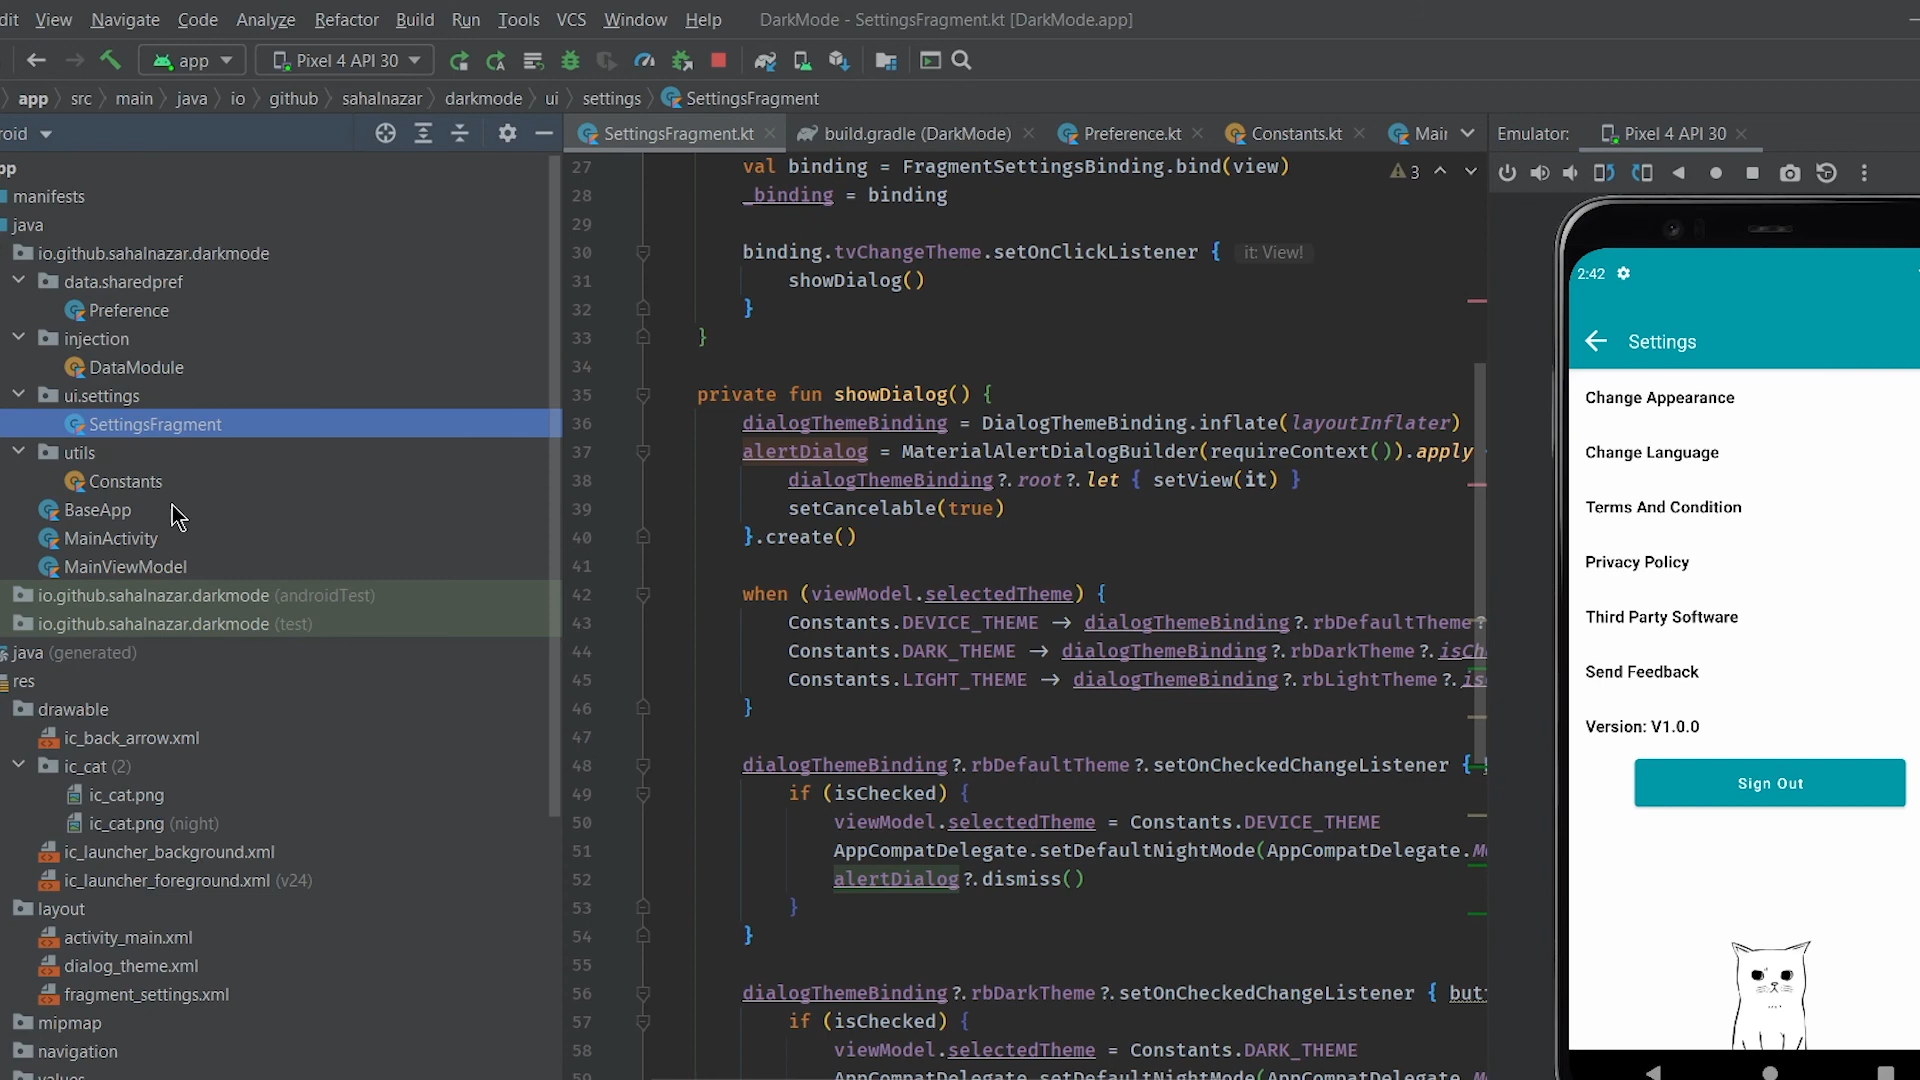 dit View Navigate Code Analyze Refactor Build Run Tools VCS Window Help DarkMode - SettingsFragment.kt [DarkMode.app]
app Pixel 4 API 30
app src main java io github sahalnazar darkmode ui settings SettingsFragment
roid
SettingsFragment.kt build.gradle (DarkMode) Preference.kt Constants.kt Mai
Emulator: Pixel 4 API 30
pp
manifests
java
io.github.sahalnazar.darkmode
data.sharedpref
Preference
injection
DataModule
ui.settings
SettingsFragment
utils
Constants
BaseApp
MainActivity
MainViewModel
io.github.sahalnazar.darkmode (androidTest)
io.github.sahalnazar.darkmode (test)
java (generated)
res
drawable
ic_back_arrow.xml
ic_cat (2)
ic_cat.png
ic_cat.png (night)
ic_launcher_background.xml
ic_launcher_foreground.xml (v24)
layout
activity_main.xml
dialog_theme.xml
fragment_settings.xml
mipmap
navigation
3
27 val binding = FragmentSettingsBinding.bind(view)
28 _binding = binding
29
30 binding.tvChangeTheme.setOnClickListener { it: View!
31 showDialog()
32 }
33 }
34
35 private fun showDialog() {
36 dialogThemeBinding = DialogThemeBinding.inflate(layoutInflater)
37 alertDialog = MaterialAlertDialogBuilder(requireContext()).apply
38 dialogThemeBinding?.root?.let { setView(it) }
39 setCancelable(true)
40 }.create()
41
42 when (viewModel.selectedTheme) {
43 Constants.DEVICE_THEME → dialogThemeBinding?.rbDefaultTheme?
44 Constants.DARK_THEME → dialogThemeBinding?.rbDarkTheme?.isCh
45 Constants.LIGHT_THEME → dialogThemeBinding?.rbLightTheme?.is
46 }
47
48 dialogThemeBinding?.rbDefaultTheme?.setOnCheckedChangeListener {
49 if (isChecked) {
50 viewModel.selectedTheme = Constants.DEVICE_THEME
51 AppCompatDelegate.setDefaultNightMode(AppCompatDelegate.M
52 alertDialog?.dismiss()
53 }
54 }
55
56 dialogThemeBinding?.rbDarkTheme?.setOnCheckedChangeListener { but
57 if (isChecked) {
58 viewModel.selectedTheme = Constants.DARK_THEME
2:42
Settings
Change Appearance
Change Language
Terms And Condition
Privacy Policy
Third Party Software
Send Feedback
Version: V1.0.0
Sign Out